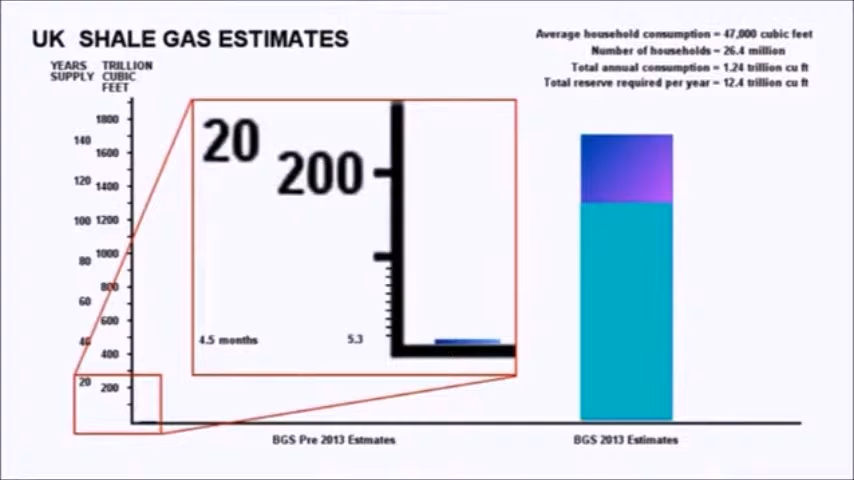 UK SHALE GAS ESTIMATES
Average household consumption = 47,000 cubic feet
Number of households = 26.4 million
Total annual consumption = 1.24 trillion cu ft
Total reserve required per year = 12.4 trillion cu ft
YEARS TRILLION
SUPPLY CUBIC
FEET
1800
140 1600
120 1400
100 1200
80 1000
800
60
600
40
400
20 200
20
200
4.5 months 5.3
BGS Pre 2013 Estmates
BGS 2013 Estimates